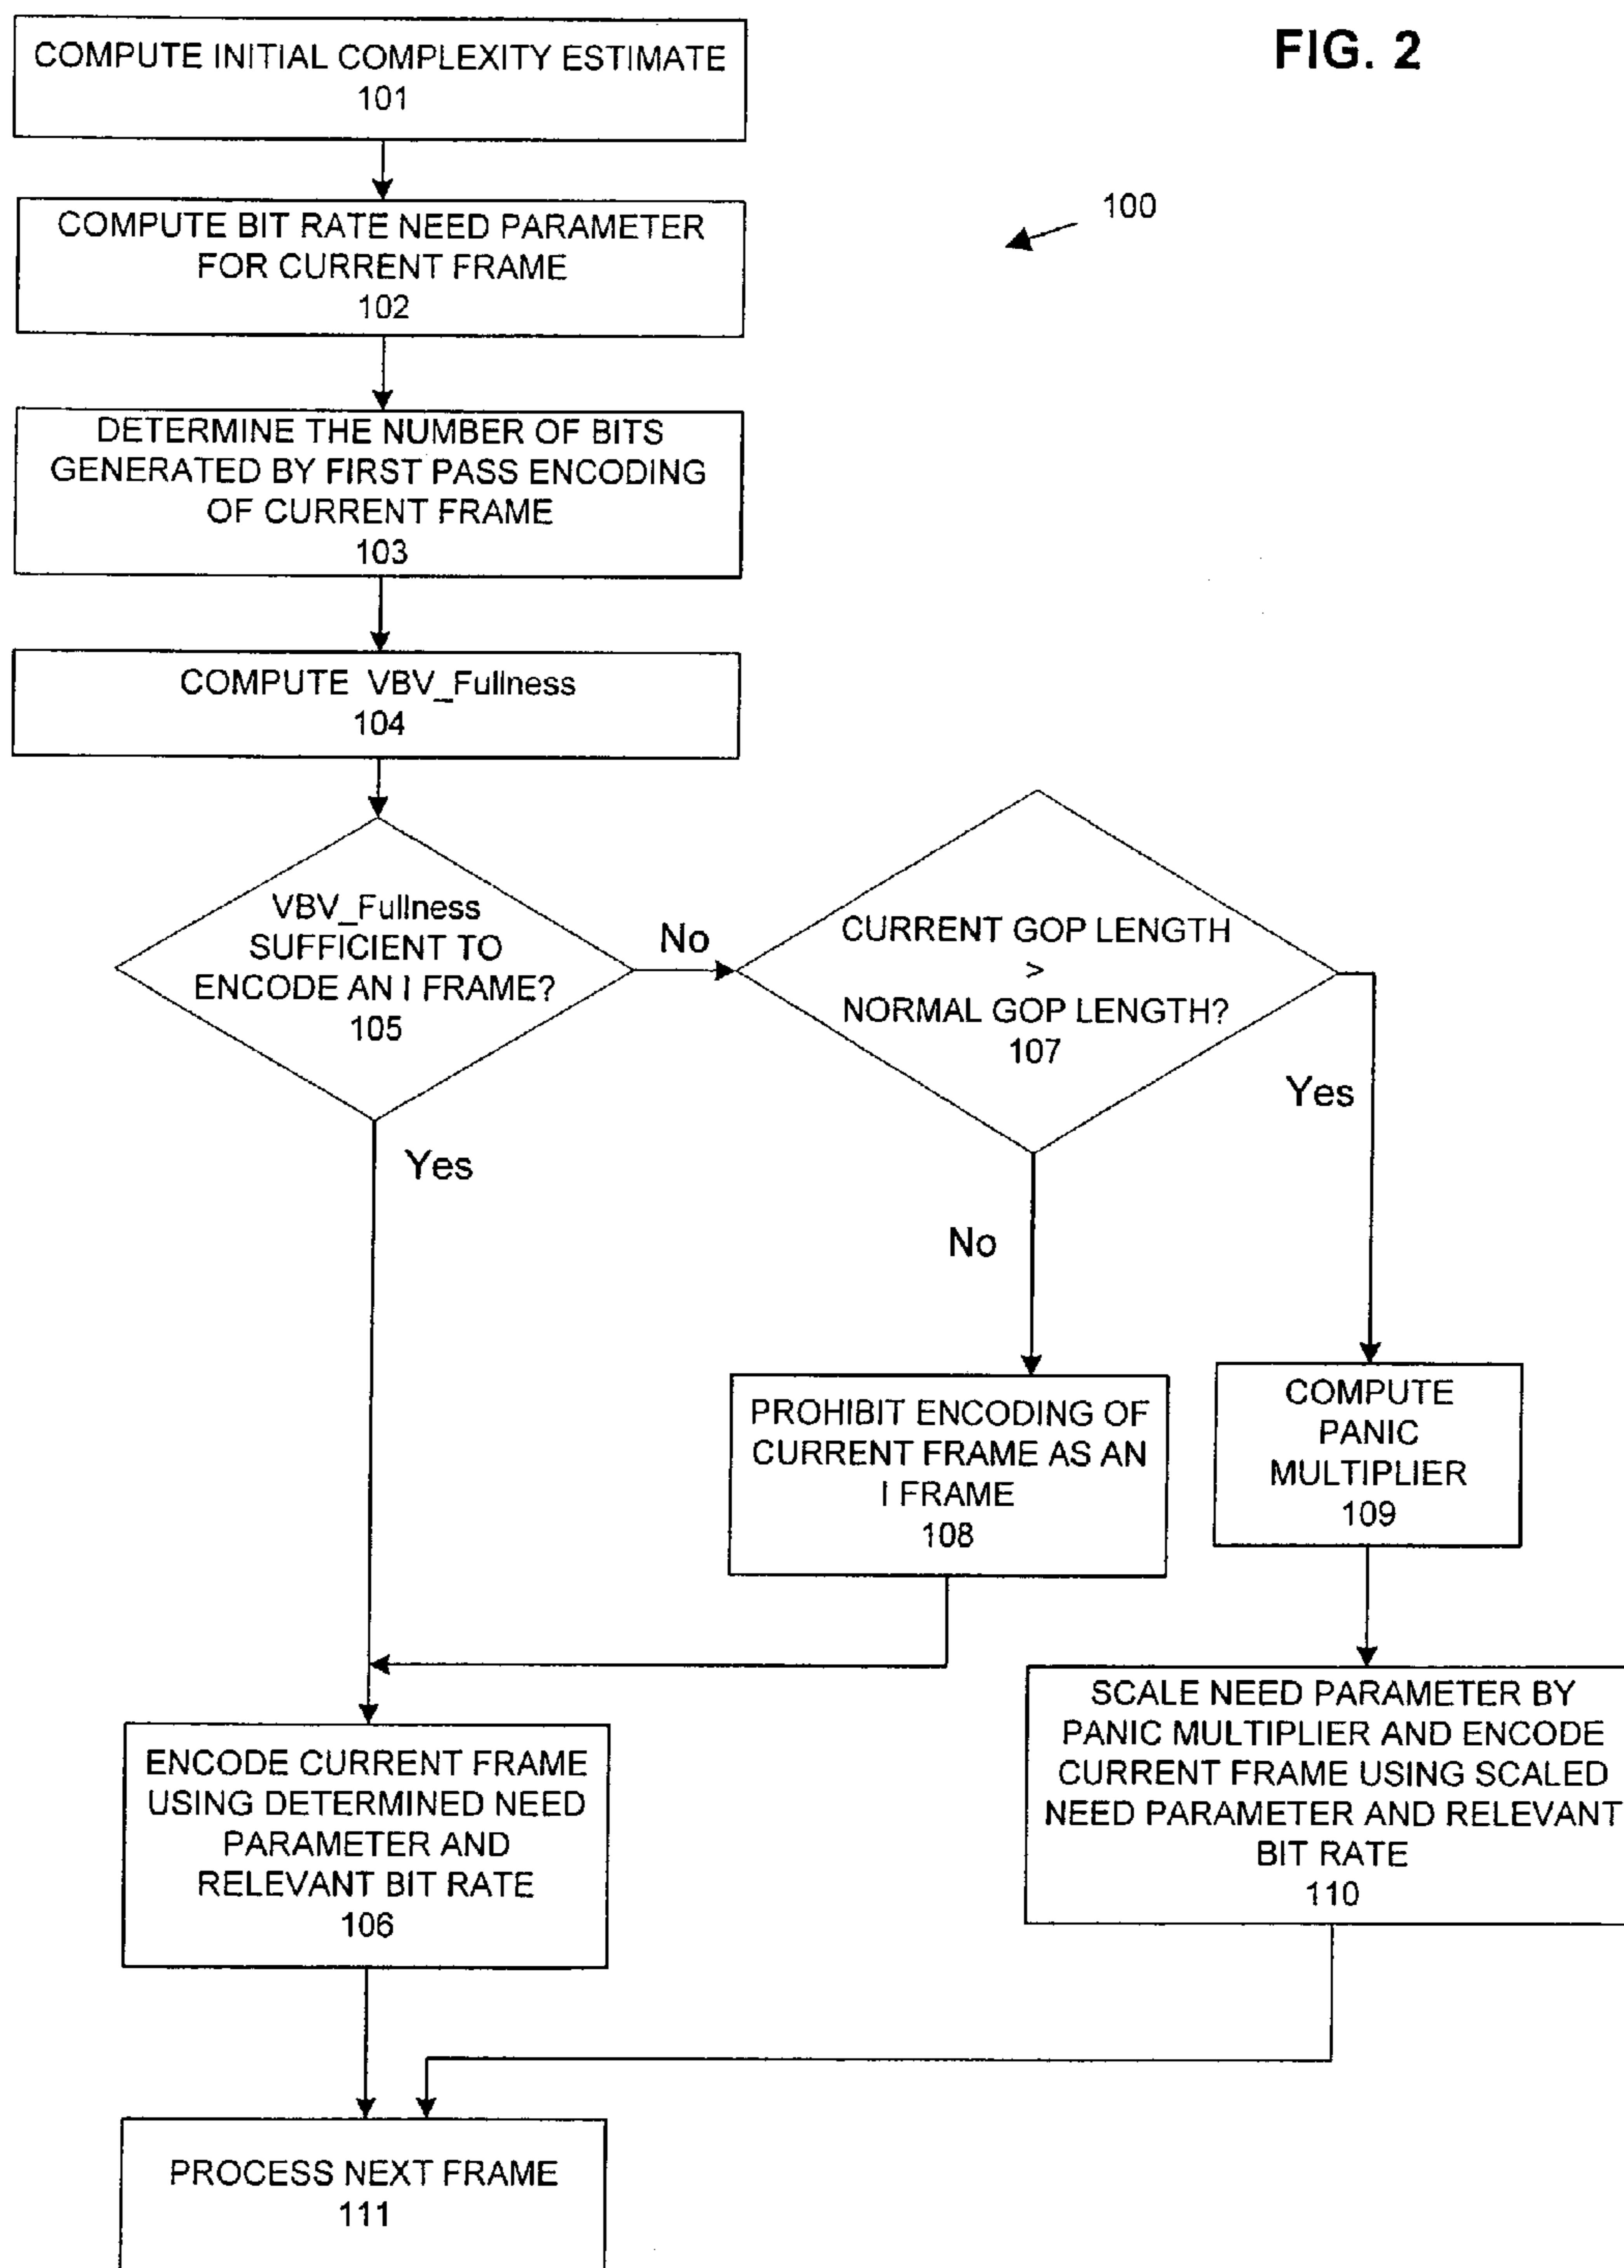 FIG. 2
COMPUTE INITIAL COMPLEXITY ESTIMATE
101
100
COMPUTE BIT RATE NEED PARAMETER
FOR CURRENT FRAME
102
DETERMINE THE NUMBER OF BITS
GENERATED BY FIRST PASS ENCODING
OF CURRENT FRAME
103
COMPUTE VBV_Fullness
104
VBV_Fullness
SUFFICIENT TO
ENCODE AN I FRAME?
105
No
Yes
CURRENT GOP LENGTH
>
NORMAL GOP LENGTH?
107
Yes
No
PROHIBIT ENCODING OF
CURRENT FRAME AS AN
I FRAME
108
COMPUTE
PANIC
MULTIPLIER
109
ENCODE CURRENT FRAME
USING DETERMINED NEED
PARAMETER AND
RELEVANT BIT RATE
106
SCALE NEED PARAMETER BY
PANIC MULTIPLIER AND ENCODE
CURRENT FRAME USING SCALED
NEED PARAMETER AND RELEVANT
BIT RATE
110
PROCESS NEXT FRAME
111